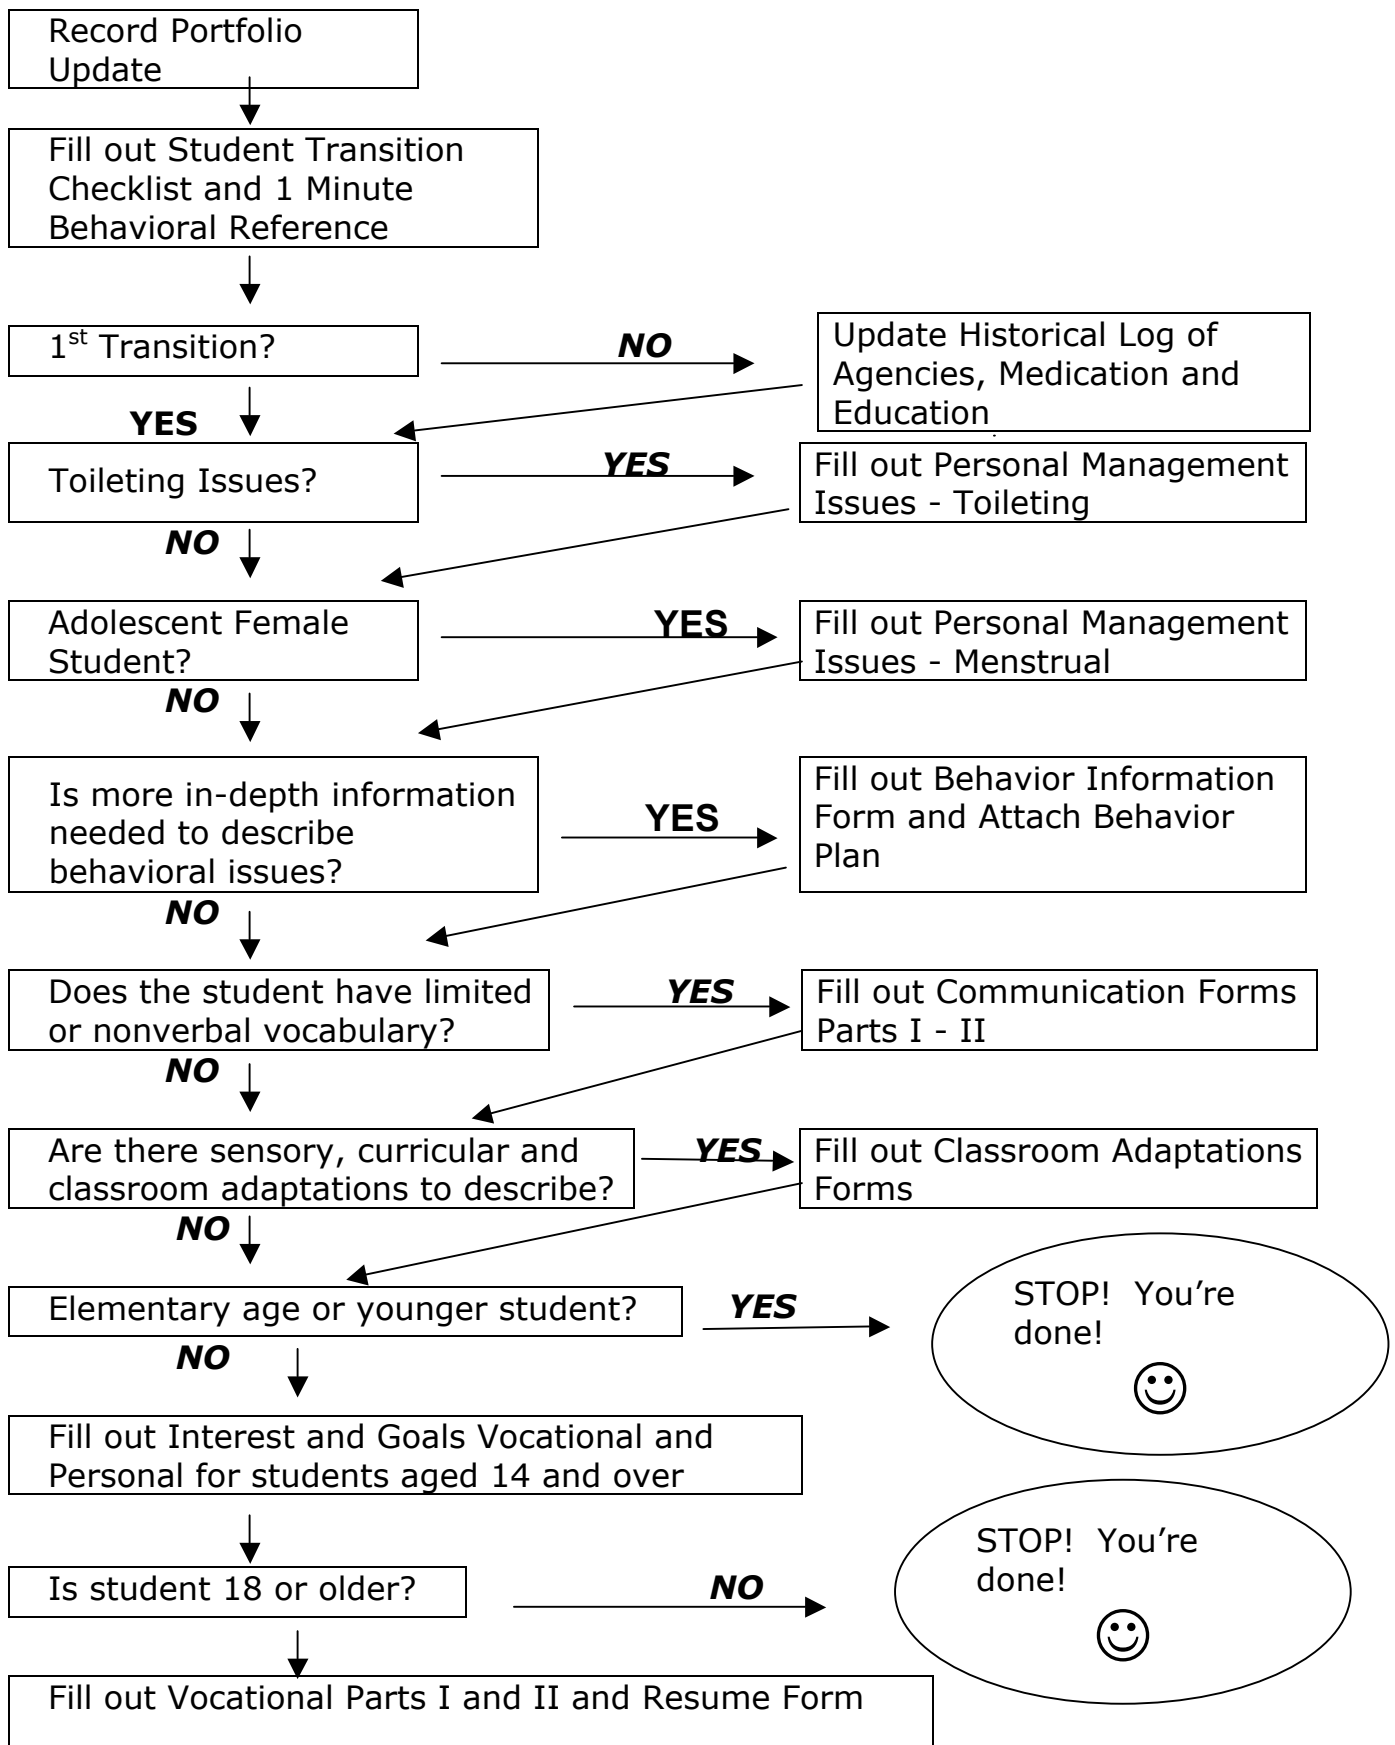 Record Portfolio
Update
Fill out Student Transition
Checklist and 1 Minute
Behavioral Reference
1st Transition?
NO
Update Historical Log of
Agencies, Medication and
Education
YES
Toileting Issues?
YES
Fill out Personal Management
Issues - Toileting
NO
Adolescent Female
Student?
YES
Fill out Personal Management
Issues - Menstrual
NO
Is more in-depth information
needed to describe
behavioral issues?
YES
Fill out Behavior Information
Form and Attach Behavior
Plan
NO
Does the student have limited
or nonverbal vocabulary?
YES
Fill out Communication Forms
Parts I - II
NO
Are there sensory, curricular and
classroom adaptations to describe?
YES
Fill out Classroom Adaptations
Forms
NO
Elementary age or younger student?
YES
STOP!  You’re
done!
NO
Fill out Interest and Goals Vocational and
Personal for students aged 14 and over
Is student 18 or older?
NO
STOP!  You’re
done!
Fill out Vocational Parts I and II and Resume Form